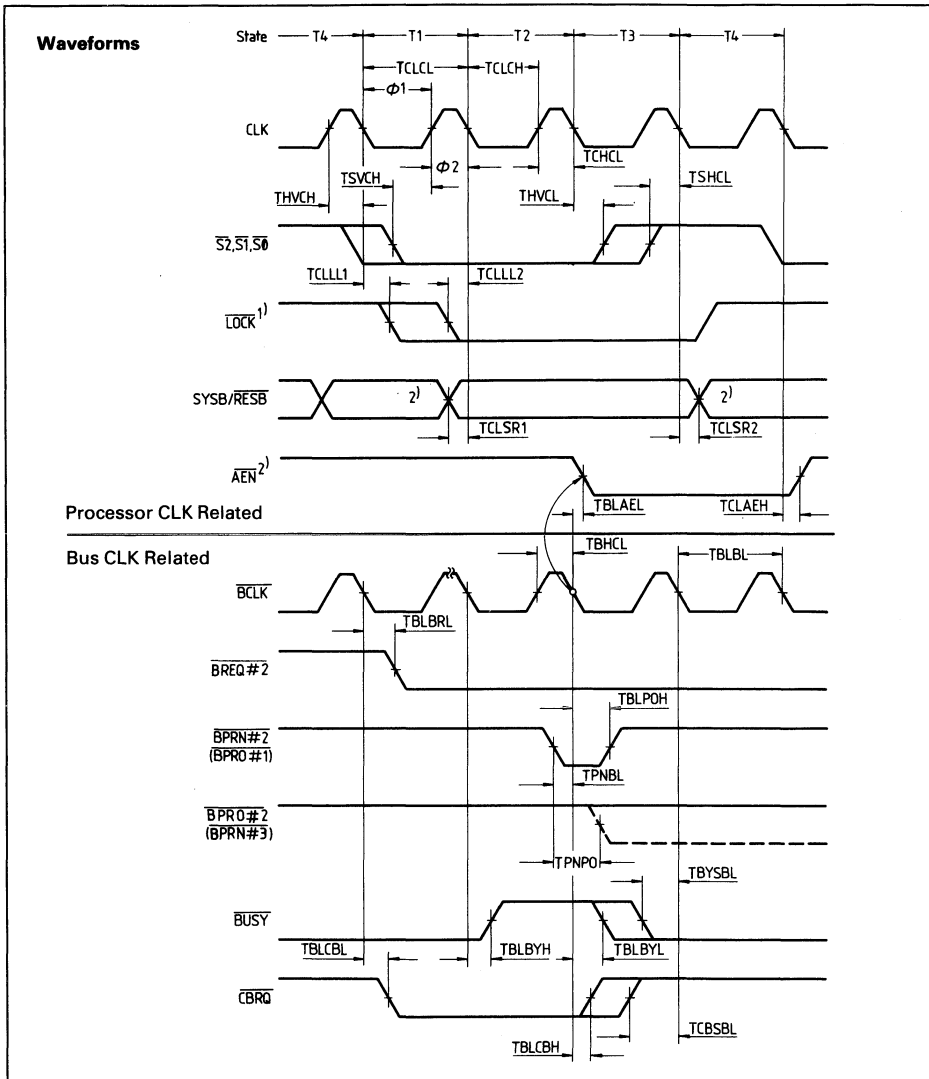 Waveforms
State T4 T1 T2 T3 T4
TCLCL TCLCH
Φ1
CLK
TCHCL
TSVCH Φ2 TSHCL
THVCH THVCL
S2,S1,S0
TCLLL1 TCLLL2
LOCK 1)
SYSB/RESB 2) 2)
TCLSR1 TCLSR2
AEN 2)
TBLAEL TCLAEH
Processor CLK Related
Bus CLK Related
TBHCL TBLBL
BCLK
TBLBRL
BREQ#2
TBLPOH
BPRN#2
(BPRO#1)
TPNBL
BPRO#2
(BPRN#3)
TPNPO
TBYSBL
BUSY
TBLCBL TBLBYH TBLBYL
CBRQ
TCBSBL
TBLCBH